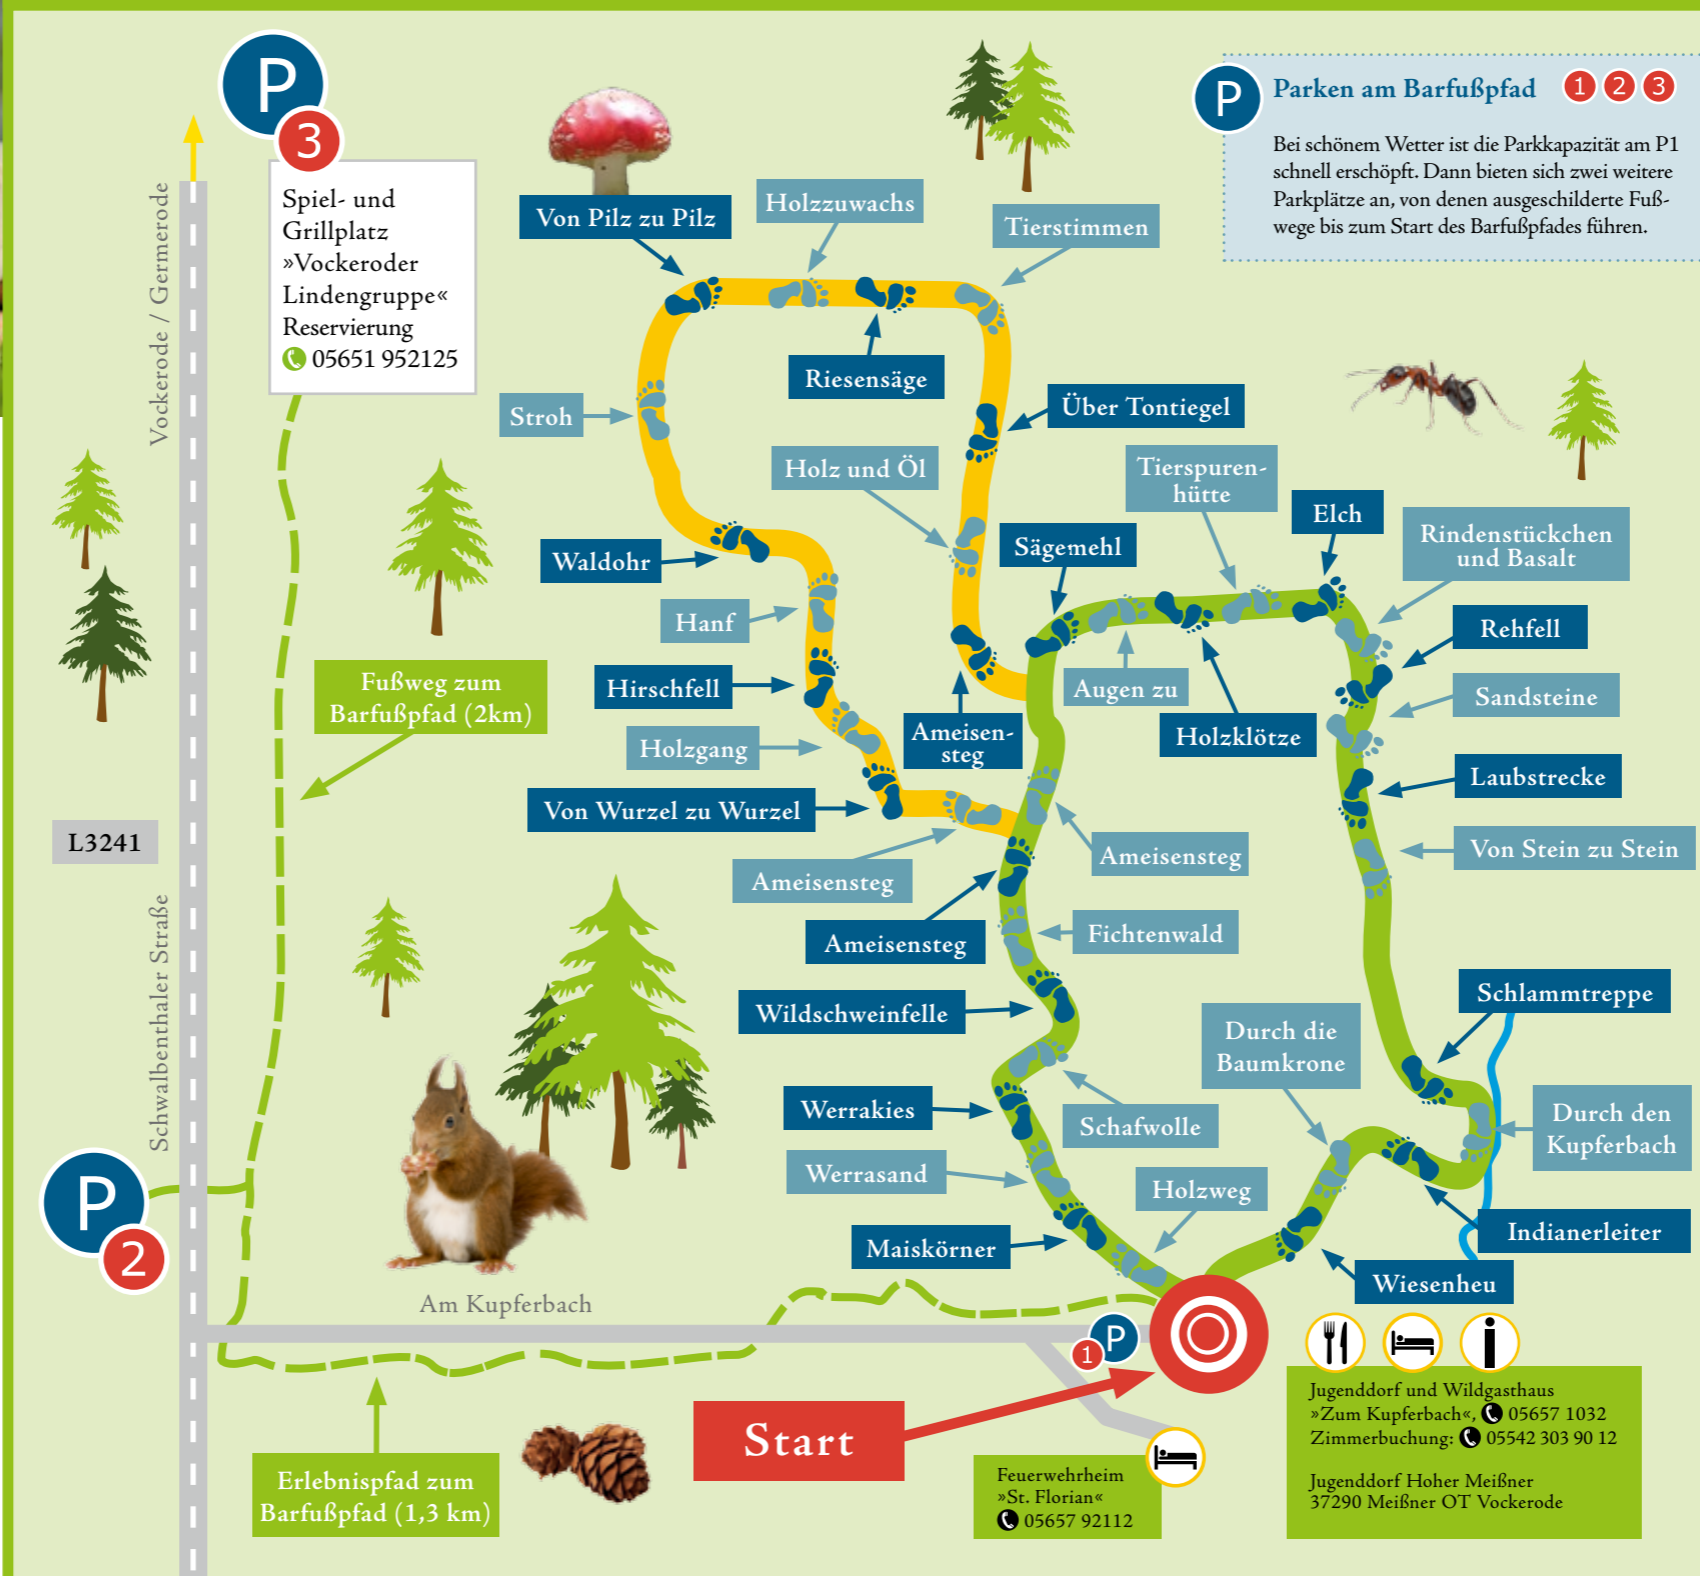 P
3
Spiel- und
Grillplatz
»Vockeroder
Lindengruppe«
Reservierung
05651 952125
P
Parken am Barfußpfad 1 2 3
Bei schönem Wetter ist die Parkkapazität am P1
schnell erschöpft. Dann bieten sich zwei weitere
Parkplätze an, von denen ausgeschilderte Fuß-
wege bis zum Start des Barfußpfades führen.
Vockerode / Germerode
Von Pilz zu Pilz
Holzzuwachs
Tierstimmen
Riesensäge
Stroh
Über Tontiegel
Holz und Öl
Tierspuren-
hütte
Elch
Rindenstückchen
und Basalt
Sägemehl
Waldohr
Hanf
Rehfell
Hirschfell
Augen zu
Sandsteine
Fußweg zum
Barfußpfad (2km)
Holzgang
Ameisen-
steg
Holzklötze
Laubstrecke
Von Wurzel zu Wurzel
L3241
Ameisensteg
Von Stein zu Stein
Ameisensteg
Ameisensteg
Fichtenwald
Schwalbenthaler Straße
Wildschweinfelle
Schlammtreppe
Durch die
Baumkrone
Werrakies
Schafwolle
Durch den
Kupferbach
Werrasand
Holzweg
P
2
Maiskörner
Indianerleiter
Wiesenheu
Am Kupferbach
P
1
Start
Erlebnispfad zum
Barfußpfad (1,3 km)
Feuerwehrheim
»St. Florian«
05657 92112
Jugenddorf und Wildgasthaus
»Zum Kupferbach«, 05657 1032
Zimmerbuchung: 05542 303 90 12
Jugenddorf Hoher Meißner
37290 Meißner OT Vockerode